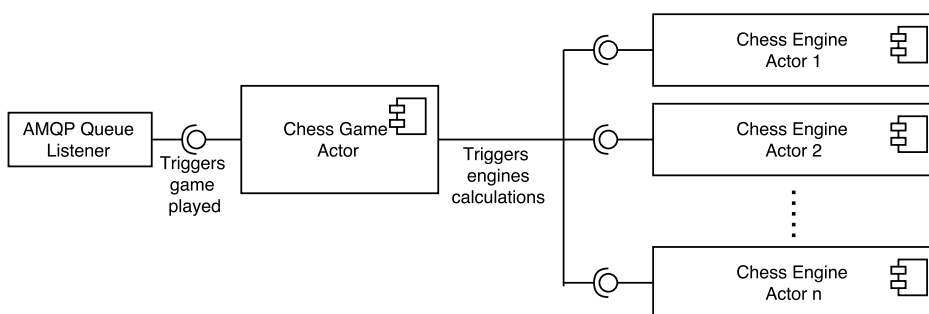 AMQP Queue
Listener
Triggers
game
played
Chess Game
Actor
Triggers
engines
calculations
Chess Engine
Actor 1
Chess Engine
Actor 2
Chess Engine
Actor n